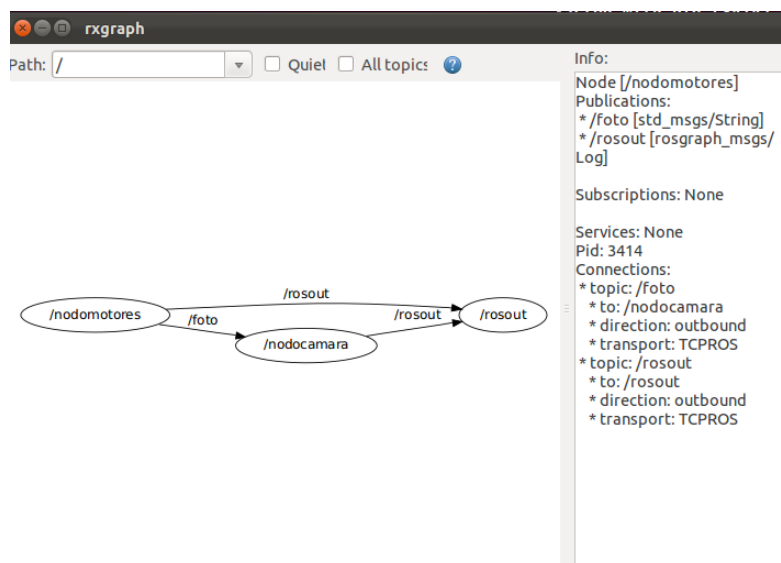 rxgraph
Path: / Quiet All topics ?
/rosout
/nodomotores
/foto
/rosout
/rosout
/nodocamara
Info:
Node [/nodomotores]
Publications:
* /foto [std_msgs/String]
* /rosout [rosgraph_msgs/
Log]
Subscriptions: None
Services: None
Pid: 3414
Connections:
* topic: /foto
* to: /nodocamara
* direction: outbound
* transport: TCPROS
* topic: /rosout
* to: /rosout
* direction: outbound
* transport: TCPROS